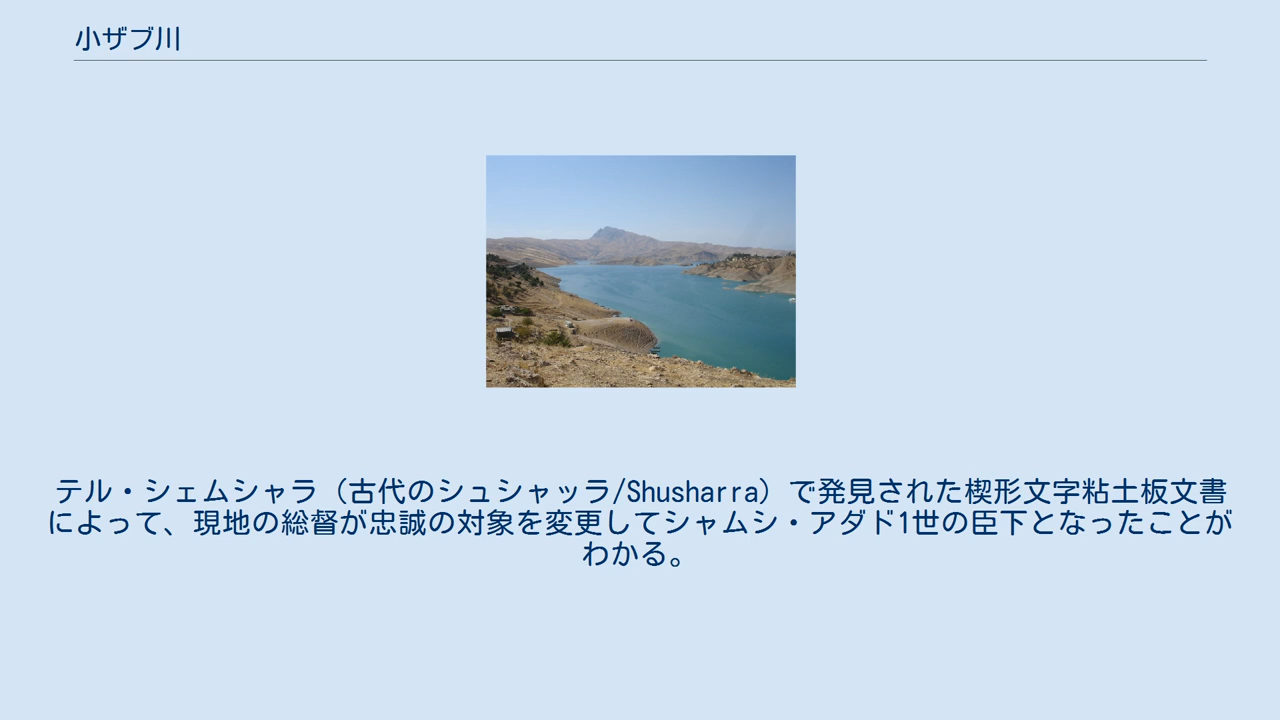 小ザブ川
テル・シェムシャラ（古代のシュシャッラ/Shusharra）で発見された楔形文字粘土板文書
によって、現地の総督が忠誠の対象を変更してシャムシ・アダド1世の臣下となったことが
わかる。